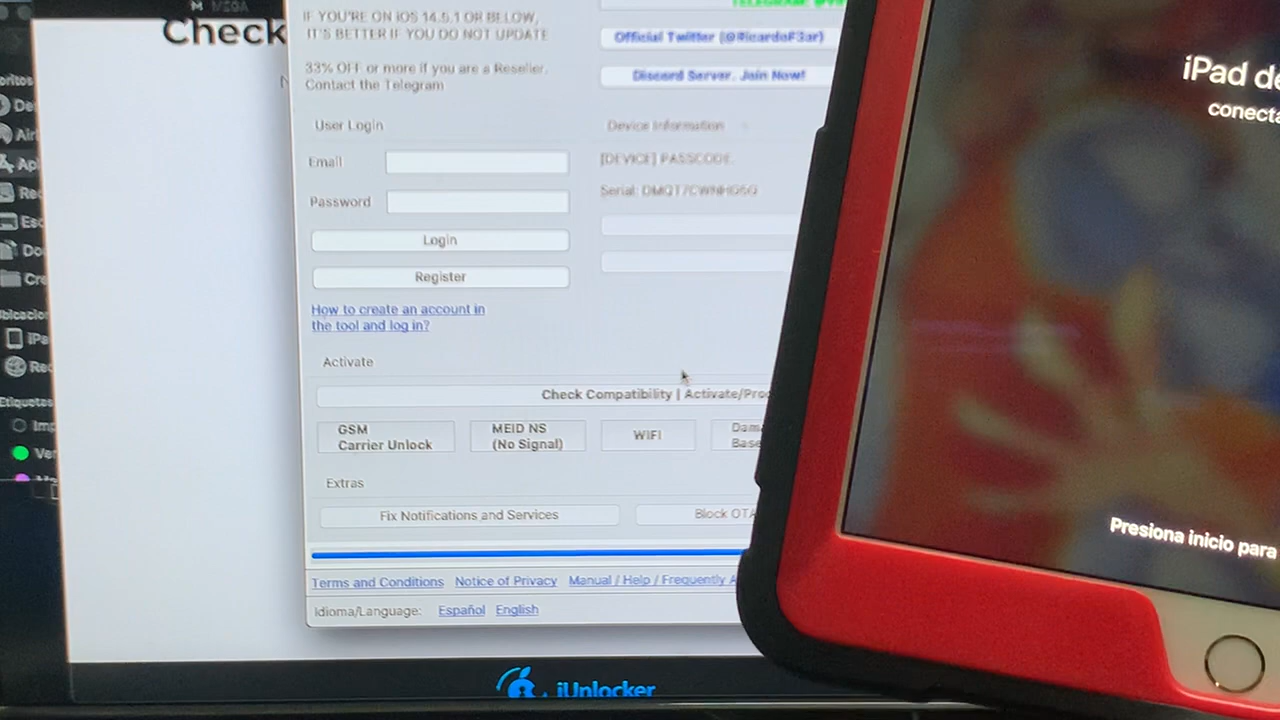 MEGA
Check
IF YOU'RE ON iOS 14.5.1 OR BELOW,
IT'S BETTER IF YOU DO NOT UPDATE
33% OFF or more if you are a Reseller.
Contact the Telegram
Official Twitter (@RicardoF3ar)
Discord Server. Join Now!
User Login
Email
Password
Login
Register
How to create an account in
the tool and log in?
Device Information
[DEVICE] PASSCODE.
Activate
Check Compatibility | Activate/Proc
GSM
Carrier Unlock
MEID NS
(No Signal)
WIFI
Dam
Base
Extras
Fix Notifications and Services
Block OTA
Terms and Conditions
Notice of Privacy
Manual / Help / Frequently A
Idioma/Language:
Español
English
iUnlocker
iPad de
conecta
Presiona inicio para